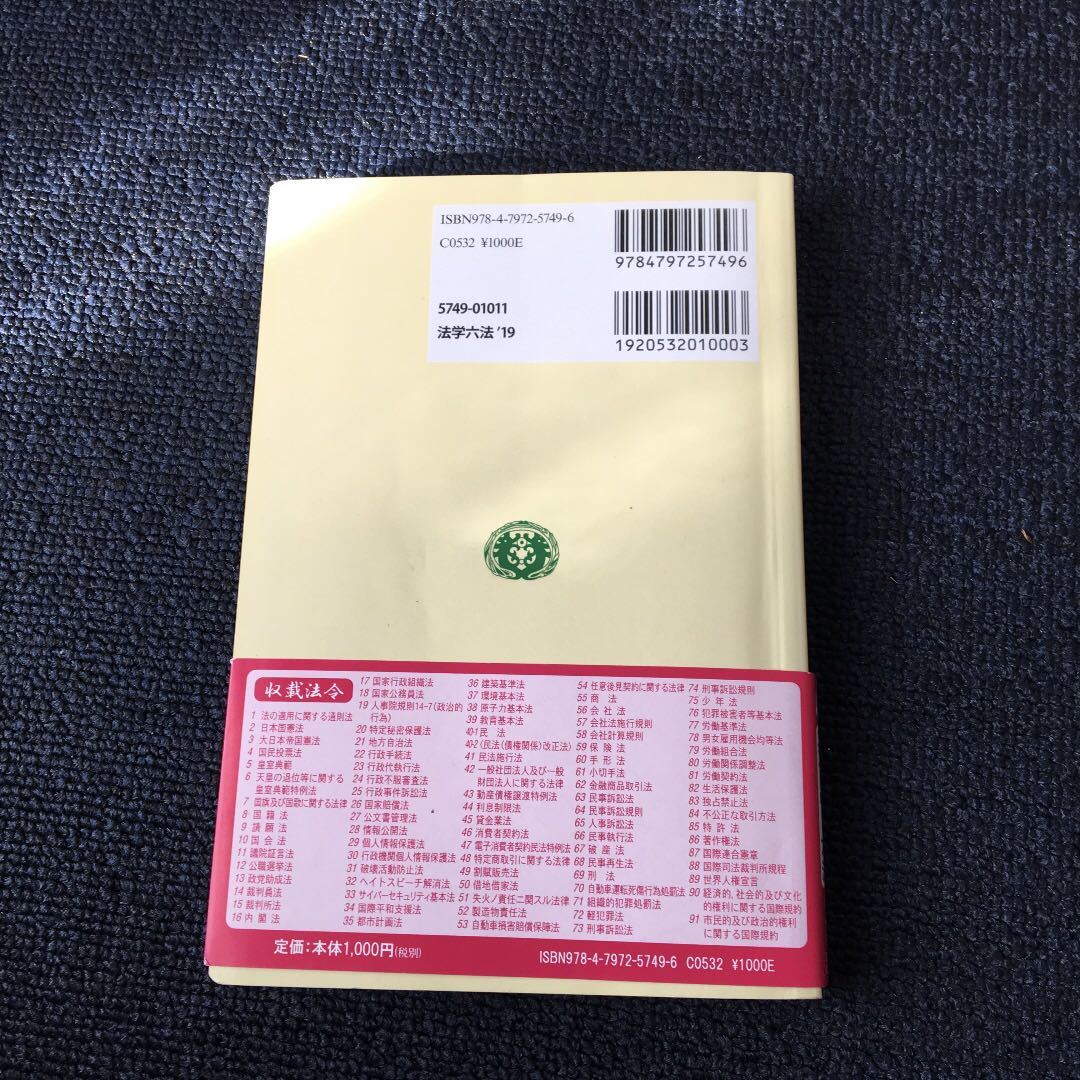 ISBN978-4-7972-5749-6
C0532 ¥1000E
9784797257496
5749-01011
法学六法 '19
1920532010003
収載法令
1 法の適用に関する通則法
2 日本国憲法
3 大日本帝国憲法
4 国民投票法
5 皇室典範
6 天皇の退位等に関する
皇室典範特例法
7 国旗及び国歌に関する法律
8 国籍法
9 請願法
10 国会法
11 議院証言法
12 公職選挙法
13 政党助成法
14 裁判員法
15 裁判所法
16 内閣法
17 国家行政組織法
18 国家公務員法
19 人事院規則14-7(政治的
行為)
20 特定秘密保護法
21 地方自治法
22 行政手続法
23 行政代執行法
24 行政不服審査法
25 行政事件訴訟法
26 国家賠償法
27 公文書管理法
28 情報公開法
29 個人情報保護法
30 行政機関個人情報保護法
31 破壊活動防止法
32 ヘイトスピーチ解消法
33 サイバーセキュリティ基本法
34 国際平和支援法
35 都市計画法
36 建築基準法
37 環境基本法
38 原子力基本法
39 教育基本法
40-1 民法
40-2 〈民法(債権関係)改正法〉
41 民法施行法
42 一般社団法人及び一般
財団法人に関する法律
43 動産債権譲渡特例法
44 利息制限法
45 貸金業法
46 消費者契約法
47 電子消費者契約民法特例法
48 特定商取引に関する法律
49 割賦販売法
50 借地借家法
51 失火ノ責任ニ関スル法律
52 製造物責任法
53 自動車損害賠償保障法
54 任意後見契約に関する法律
55 商法
56 会社法
57 会社法施行規則
58 会社計算規則
59 保険法
60 手形法
61 小切手法
62 金融商品取引法
63 民事訴訟法
64 民事訴訟規則
65 人事訴訟法
66 民事執行法
67 破産法
68 民事再生法
69 刑法
70 自動車運転死傷行為処罰法
71 組織的犯罪処罰法
72 軽犯罪法
73 刑事訴訟法
74 刑事訴訟規則
75 少年法
76 犯罪被害者等基本法
77 労働基準法
78 男女雇用機会均等法
79 労働組合法
80 労働関係調整法
81 労働契約法
82 生活保護法
83 独占禁止法
84 不公正な取引方法
85 特許法
86 著作権法
87 国際連合憲章
88 国際司法裁判所規程
89 世界人権宣言
90 経済的,社会的及び文化
的権利に関する国際規約
91 市民的及び政治的権利
に関する国際規約
定価:本体1,000円(税別)
ISBN978-4-7972-5749-6 C0532 ¥1000E